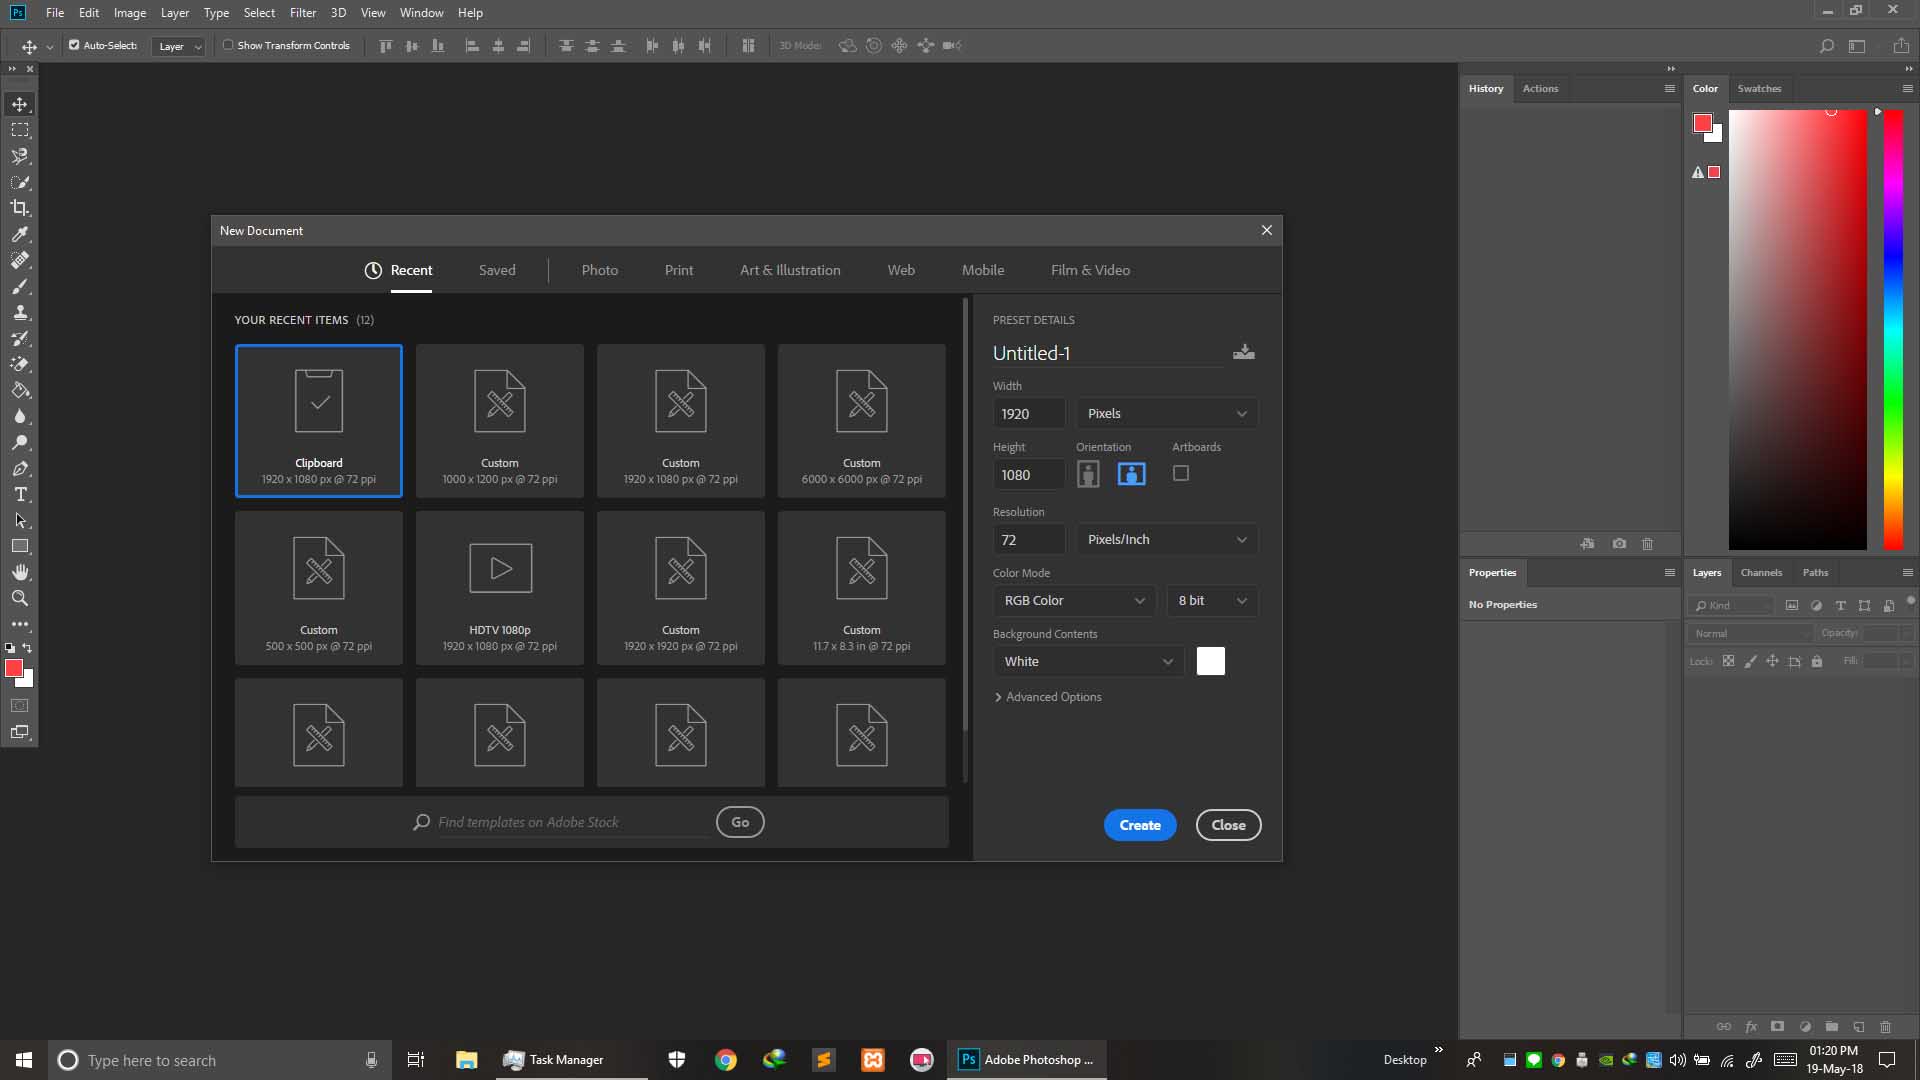 Ps File Edit Image Layer Type Select Filter 3D View Window Help
Auto-Select: Layer Show Transform Controls 3D Mode:
History Actions
Color Swatches
New Document
Recent Saved Photo Print Art & Illustration Web Mobile Film & Video
YOUR RECENT ITEMS (12)
Clipboard
1920 x 1080 px @ 72 ppi
Custom
1000 x 1200 px @ 72 ppi
Custom
1920 x 1080 px @ 72 ppi
Custom
6000 x 6000 px @ 72 ppi
Custom
500 x 500 px @ 72 ppi
HDTV 1080p
1920 x 1080 px @ 72 ppi
Custom
1920 x 1920 px @ 72 ppi
Custom
11.7 x 8.3 in @ 72 ppi
Find templates on Adobe Stock Go
PRESET DETAILS
Untitled-1
Width
1920 Pixels
Height Orientation Artboards
1080
Resolution
72 Pixels/Inch
Color Mode
RGB Color 8 bit
Background Contents
White
Advanced Options
Create Close
Properties
No Properties
Layers Channels Paths
Kind
Normal Opacity:
Lock: Fill:
fx
Type here to search
Task Manager
Ps Adobe Photoshop ...
Desktop
01:20 PM
19-May-18